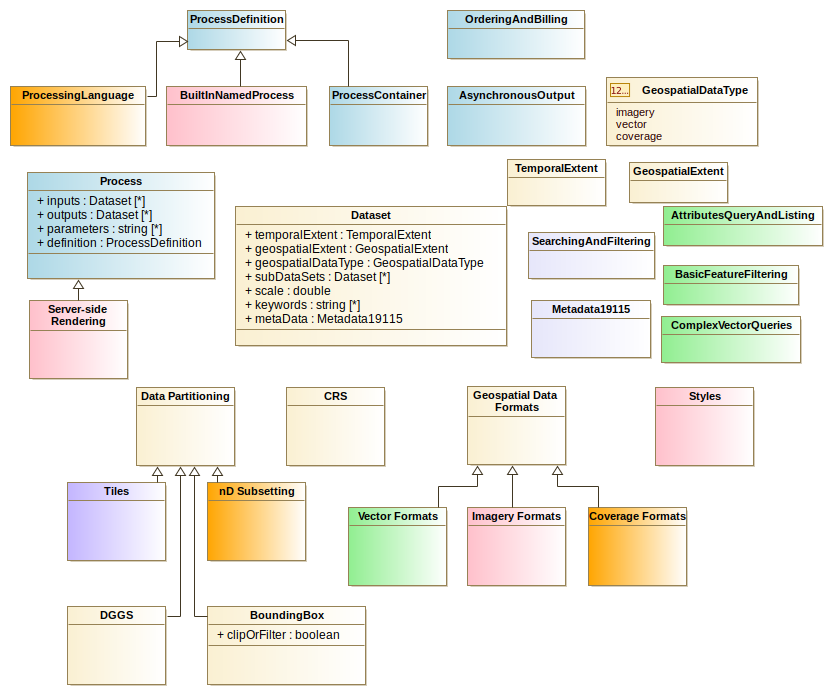 ProcessDefinition
OrderingAndBilling
ProcessingLanguage
BuiltInNamedProcess
ProcessContainer
AsynchronousOutput
12...
GeospatialDataType
imagery
vector
coverage
Process
+ inputs : Dataset [*]
+ outputs : Dataset [*]
+ parameters : string [*]
+ definition : ProcessDefinition
Dataset
+ temporalExtent : TemporalExtent
+ geospatialExtent : GeospatialExtent
+ geospatialDataType : GeospatialDataType
+ subDataSets : Dataset [*]
+ scale : double
+ keywords : string [*]
+ metaData : Metadata19115
TemporalExtent
GeospatialExtent
AttributesQueryAndListing
SearchingAndFiltering
BasicFeatureFiltering
Metadata19115
ComplexVectorQueries
Server-side
Rendering
Data Partitioning
CRS
Geospatial Data
Formats
Styles
Tiles
nD Subsetting
Vector Formats
Imagery Formats
Coverage Formats
DGGS
BoundingBox
+ clipOrFilter : boolean